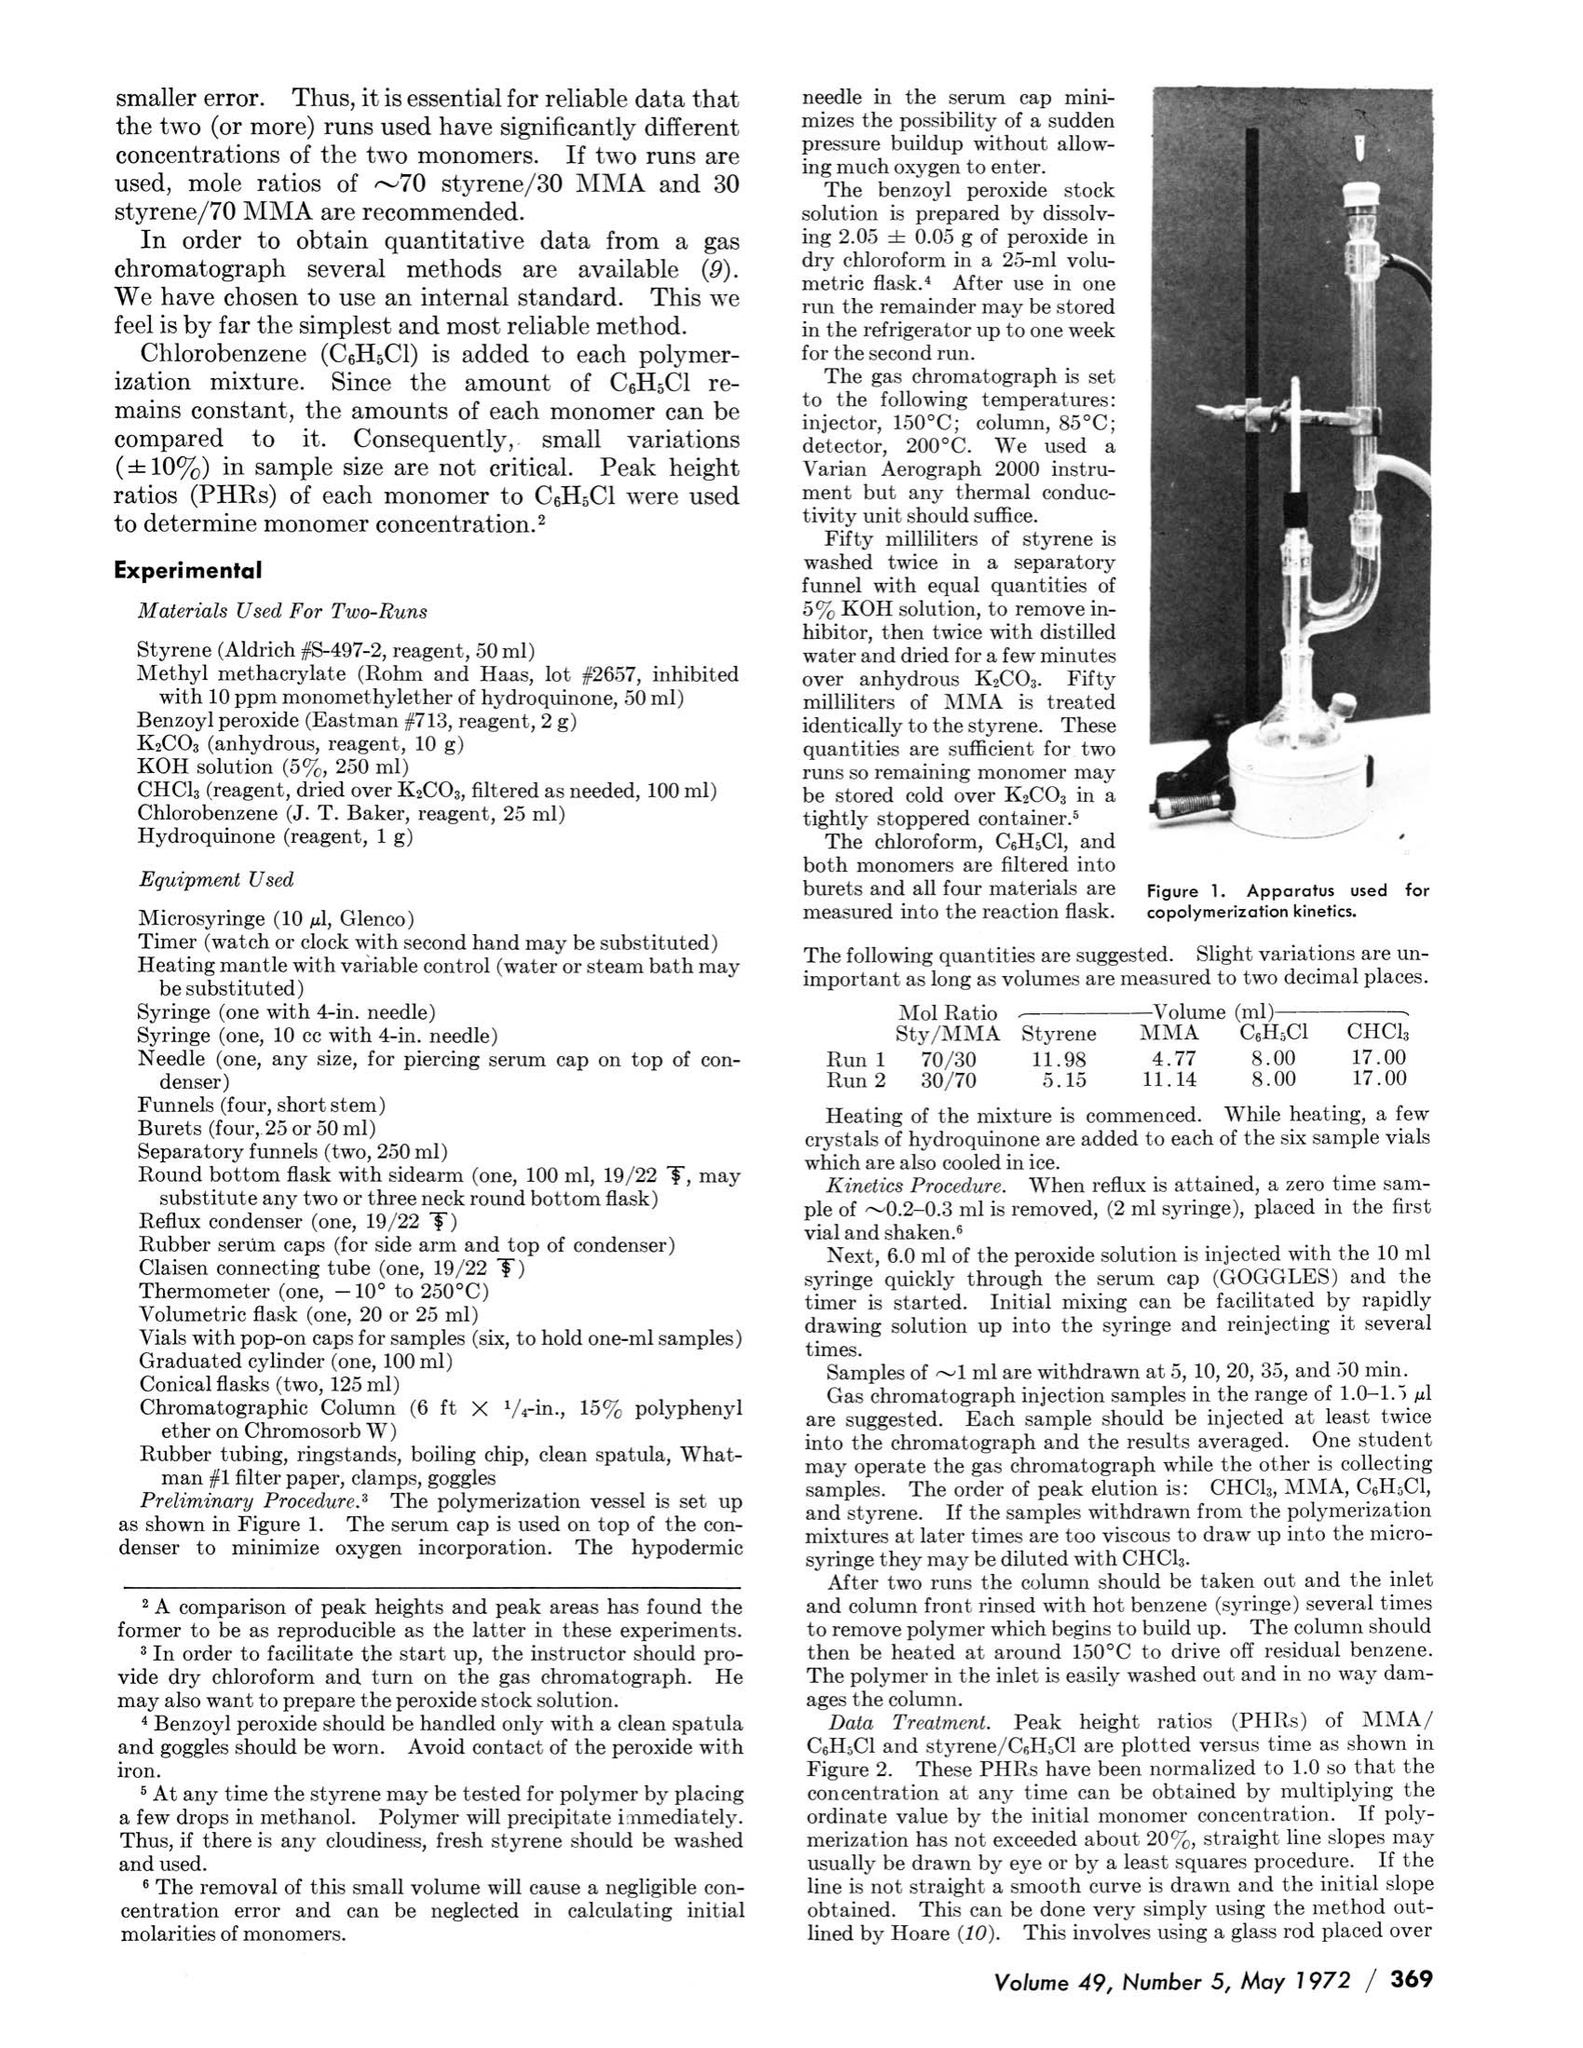 smaller error. Thus, it is essential for reliable data that
the two (or more) runs used have significantly different
concentrations of the two monomers. If two runs are
used, mole ratios of ~70 styrene/30 MMA and 30
styrene/70 MMA are recommended.
In order to obtain quantitative data from a gas
chromatograph several methods are available (9).
We have chosen to use an internal standard. This we
feel is by far the simplest and most reliable method.
Chlorobenzene (C₆H₅Cl) is added to each polymer-
ization mixture. Since the amount of C₆H₅Cl re-
mains constant, the amounts of each monomer can be
compared to it. Consequently, small variations
(±10%) in sample size are not critical. Peak height
ratios (PHRs) of each monomer to C₆H₅Cl were used
to determine monomer concentration.²
Experimental
Materials Used For Two-Runs
Styrene (Aldrich #S-497-2, reagent, 50 ml)
Methyl methacrylate (Rohm and Haas, lot #2657, inhibited
with 10 ppm monomethylether of hydroquinone, 50 ml)
Benzoyl peroxide (Eastman #713, reagent, 2 g)
K₂CO₃ (anhydrous, reagent, 10 g)
KOH solution (5%, 250 ml)
CHCl₃ (reagent, dried over K₂CO₃, filtered as needed, 100 ml)
Chlorobenzene (J. T. Baker, reagent, 25 ml)
Hydroquinone (reagent, 1 g)
Equipment Used
Microsyringe (10 μl, Glenco)
Timer (watch or clock with second hand may be substituted)
Heating mantle with variable control (water or steam bath may
be substituted)
Syringe (one with 4-in. needle)
Syringe (one, 10 cc with 4-in. needle)
Needle (one, any size, for piercing serum cap on top of con-
denser)
Funnels (four, short stem)
Burets (four, 25 or 50 ml)
Separatory funnels (two, 250 ml)
Round bottom flask with sidearm (one, 100 ml, 19/22 ₮, may
substitute any two or three neck round bottom flask)
Reflux condenser (one, 19/22 ₮)
Rubber serum caps (for side arm and top of condenser)
Claisen connecting tube (one, 19/22 ₮)
Thermometer (one, −10° to 250°C)
Volumetric flask (one, 20 or 25 ml)
Vials with pop-on caps for samples (six, to hold one-ml samples)
Graduated cylinder (one, 100 ml)
Conical flasks (two, 125 ml)
Chromatographic Column (6 ft × 1/4-in., 15% polyphenyl
ether on Chromosorb W)
Rubber tubing, ringstands, boiling chip, clean spatula, What-
man #1 filter paper, clamps, goggles
Preliminary Procedure.³ The polymerization vessel is set up
as shown in Figure 1. The serum cap is used on top of the con-
denser to minimize oxygen incorporation. The hypodermic
² A comparison of peak heights and peak areas has found the
former to be as reproducible as the latter in these experiments.
³ In order to facilitate the start up, the instructor should pro-
vide dry chloroform and turn on the gas chromatograph. He
may also want to prepare the peroxide stock solution.
⁴ Benzoyl peroxide should be handled only with a clean spatula
and goggles should be worn. Avoid contact of the peroxide with
iron.
⁵ At any time the styrene may be tested for polymer by placing
a few drops in methanol. Polymer will precipitate immediately.
Thus, if there is any cloudiness, fresh styrene should be washed
and used.
⁶ The removal of this small volume will cause a negligible con-
centration error and can be neglected in calculating initial
molarities of monomers.
needle in the serum cap mini-
mizes the possibility of a sudden
pressure buildup without allow-
ing much oxygen to enter.
The benzoyl peroxide stock
solution is prepared by dissolv-
ing 2.05 ± 0.05 g of peroxide in
dry chloroform in a 25-ml volu-
metric flask.⁴ After use in one
run the remainder may be stored
in the refrigerator up to one week
for the second run.
The gas chromatograph is set
to the following temperatures:
injector, 150°C; column, 85°C;
detector, 200°C. We used a
Varian Aerograph 2000 instru-
ment but any thermal conduc-
tivity unit should suffice.
Fifty milliliters of styrene is
washed twice in a separatory
funnel with equal quantities of
5% KOH solution, to remove in-
hibitor, then twice with distilled
water and dried for a few minutes
over anhydrous K₂CO₃. Fifty
milliliters of MMA is treated
identically to the styrene. These
quantities are sufficient for two
runs so remaining monomer may
be stored cold over K₂CO₃ in a
tightly stoppered container.⁵
The chloroform, C₆H₅Cl, and
both monomers are filtered into
burets and all four materials are
measured into the reaction flask.
Figure 1. Apparatus used for
copolymerization kinetics.
The following quantities are suggested. Slight variations are un-
important as long as volumes are measured to two decimal places.
Mol Ratio Volume (ml)
Sty/MMA Styrene MMA C₆H₅Cl CHCl₃
Run 1 70/30 11.98 4.77 8.00 17.00
Run 2 30/70 5.15 11.14 8.00 17.00
Heating of the mixture is commenced. While heating, a few
crystals of hydroquinone are added to each of the six sample vials
which are also cooled in ice.
Kinetics Procedure. When reflux is attained, a zero time sam-
ple of ~0.2–0.3 ml is removed, (2 ml syringe), placed in the first
vial and shaken.⁶
Next, 6.0 ml of the peroxide solution is injected with the 10 ml
syringe quickly through the serum cap (GOGGLES) and the
timer is started. Initial mixing can be facilitated by rapidly
drawing solution up into the syringe and reinjecting it several
times.
Samples of ~1 ml are withdrawn at 5, 10, 20, 35, and 50 min.
Gas chromatograph injection samples in the range of 1.0–1.5 μl
are suggested. Each sample should be injected at least twice
into the chromatograph and the results averaged. One student
may operate the gas chromatograph while the other is collecting
samples. The order of peak elution is: CHCl₃, MMA, C₆H₅Cl,
and styrene. If the samples withdrawn from the polymerization
mixtures at later times are too viscous to draw up into the micro-
syringe they may be diluted with CHCl₃.
After two runs the column should be taken out and the inlet
and column front rinsed with hot benzene (syringe) several times
to remove polymer which begins to build up. The column should
then be heated at around 150°C to drive off residual benzene.
The polymer in the inlet is easily washed out and in no way dam-
ages the column.
Data Treatment. Peak height ratios (PHRs) of MMA/
C₆H₅Cl and styrene/C₆H₅Cl are plotted versus time as shown in
Figure 2. These PHRs have been normalized to 1.0 so that the
concentration at any time can be obtained by multiplying the
ordinate value by the initial monomer concentration. If poly-
merization has not exceeded about 20%, straight line slopes may
usually be drawn by eye or by a least squares procedure. If the
line is not straight a smooth curve is drawn and the initial slope
obtained. This can be done very simply using the method out-
lined by Hoare (10). This involves using a glass rod placed over
Volume 49, Number 5, May 1972 / 369